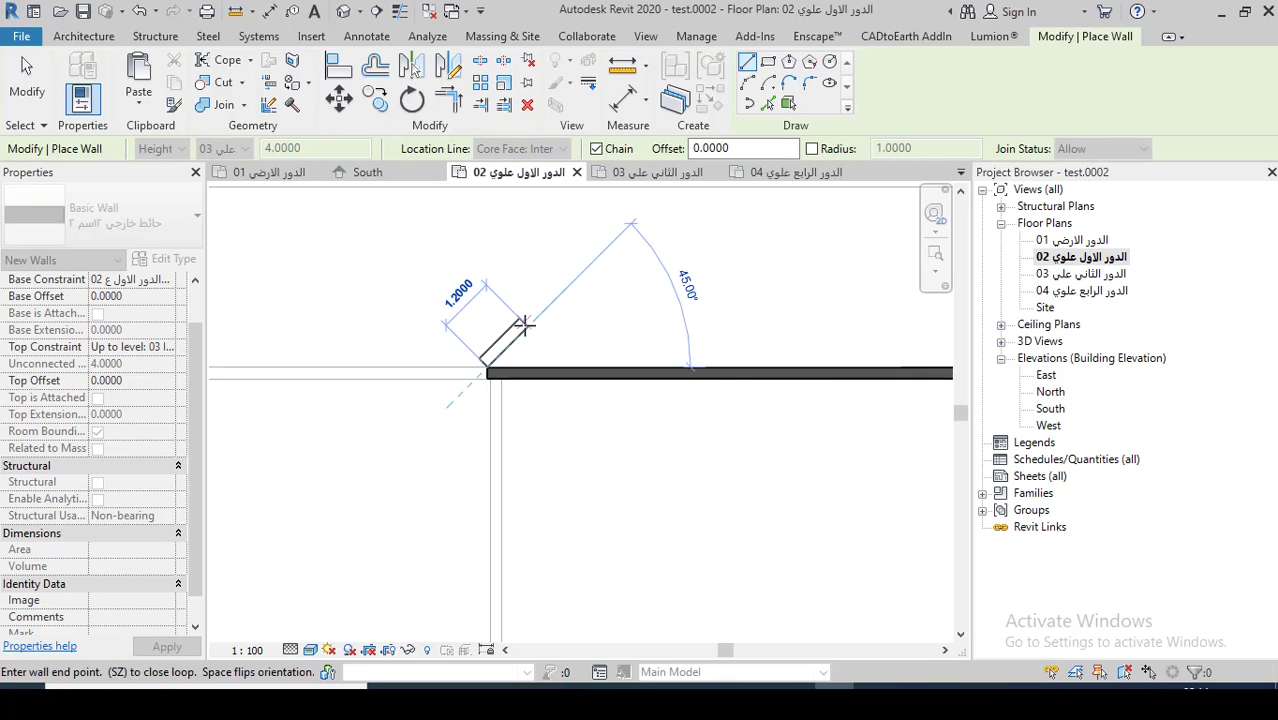 Autodesk Revit 2020 - test.0002 - Floor Plan: الدور الاول علوي 02
Sign In
File
Architecture
Structure
Steel
Systems
Insert
Annotate
Analyze
Massing & Site
Collaborate
View
Manage
Add-Ins
Enscape™
CADtoEarth AddIn
Lumion®
Modify | Place Wall
Modify
Paste
Cope
Cut
Join
Select
Properties
Clipboard
Geometry
Modify
View
Measure
Create
Draw
Modify | Place Wall
Height
علي 03
4.0000
Location Line:
Core Face: Inter
Chain
Offset:
0.0000
Radius:
1.0000
Join Status:
Allow
Properties
الدور الارضي 01
South
الدور الاول علوي 02
الدور الثاني علي 03
الدور الرابع علوي 04
Project Browser - test.0002
Basic Wall
New Walls
Edit Type
Base Constraint
الدور الاول ع 02...
Base Offset
0.0000
Base is Attach...
Base Extensio...
0.0000
Top Constraint
Up to level: 03 l...
Unconnected ...
4.0000
Top Offset
0.0000
Top is Attached
Top Extension...
0.0000
Room Boundi...
Related to Mass
Structural
Structural
Enable Analyti...
Structural Usa...
Non-bearing
Dimensions
Area
Volume
Identity Data
Image
Comments
Mark
Properties help
Apply
1.2000
45.00°
2D
Views (all)
Structural Plans
Floor Plans
الدور الارضي 01
الدور الاول علوي 02
الدور الثاني علي 03
الدور الرابع علوي 04
Site
Ceiling Plans
3D Views
Elevations (Building Elevation)
East
North
South
West
Legends
Schedules/Quantities (all)
Sheets (all)
Families
Groups
Revit Links
Activate Windows
Go to Settings to activate Windows.
1 : 100
Enter wall end point. (SZ) to close loop. Space flips orientation.
:0
Main Model
:0